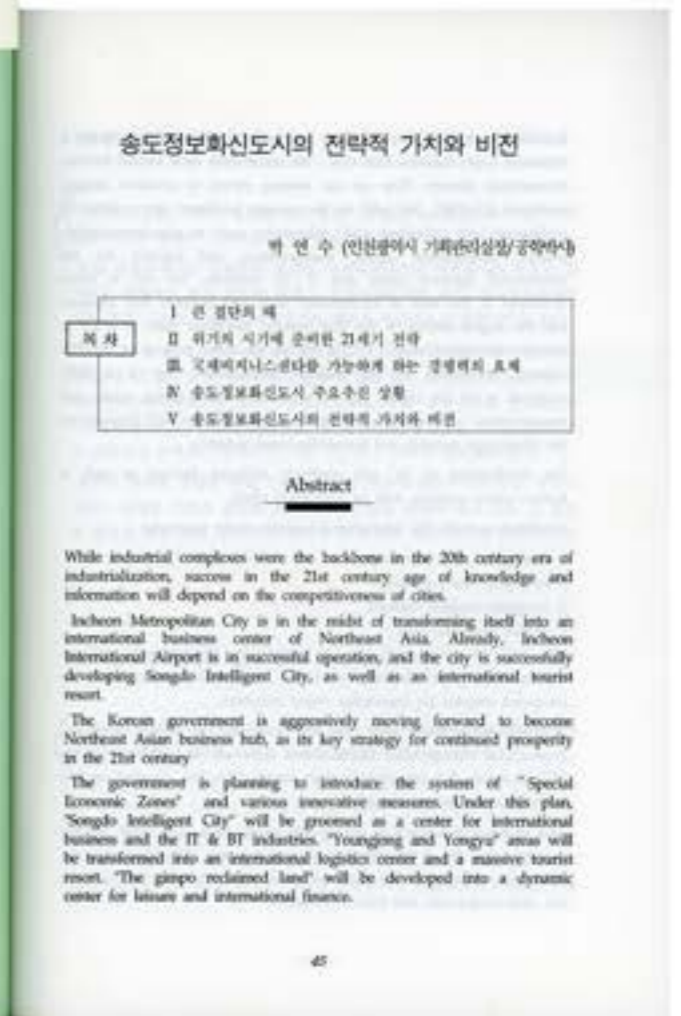 송도정보화신도시의 전략적 가치와 비전
박 연 수 (인천광역시 기획관리실장/공학박사)
목 차
I 큰 결단의 때
II 위기의 시기에 준비한 21세기 전략
III. 국제비지니스센타를 가능하게 하는 경쟁력의 요체
IV 송도정보화신도시 주요추진 상황
V 송도정보화신도시의 전략적 가치와 비전
Abstract
While industrial complexes were the backbone in the 20th century era of
industrialization, success in the 21st century age of knowledge and
information will depend on the competitiveness of cities.
Incheon Metropolitan City is in the midst of transforming itself into an
international business center of Northeast Asia. Already, Incheon
International Airport is in successful operation, and the city is successfully
developing Songdo Intelligent City, as well as an international tourist
resort.
The Korean government is aggressively moving forward to become
Northeast Asian business hub, as its key strategy for continued prosperity
in the 21st century
The government is planning to introduce the system of "Special
Economic Zones" and various innovative measures. Under this plan,
"Songdo Intelligent City" will be groomed as a center for international
business and the IT & BT industries. "Youngjong and Yongyu" areas will
be transformed into an international logistics center and a massive tourist
resort. "The gimpo reclaimed land" will be developed into a dynamic
center for leisure and international finance.
45